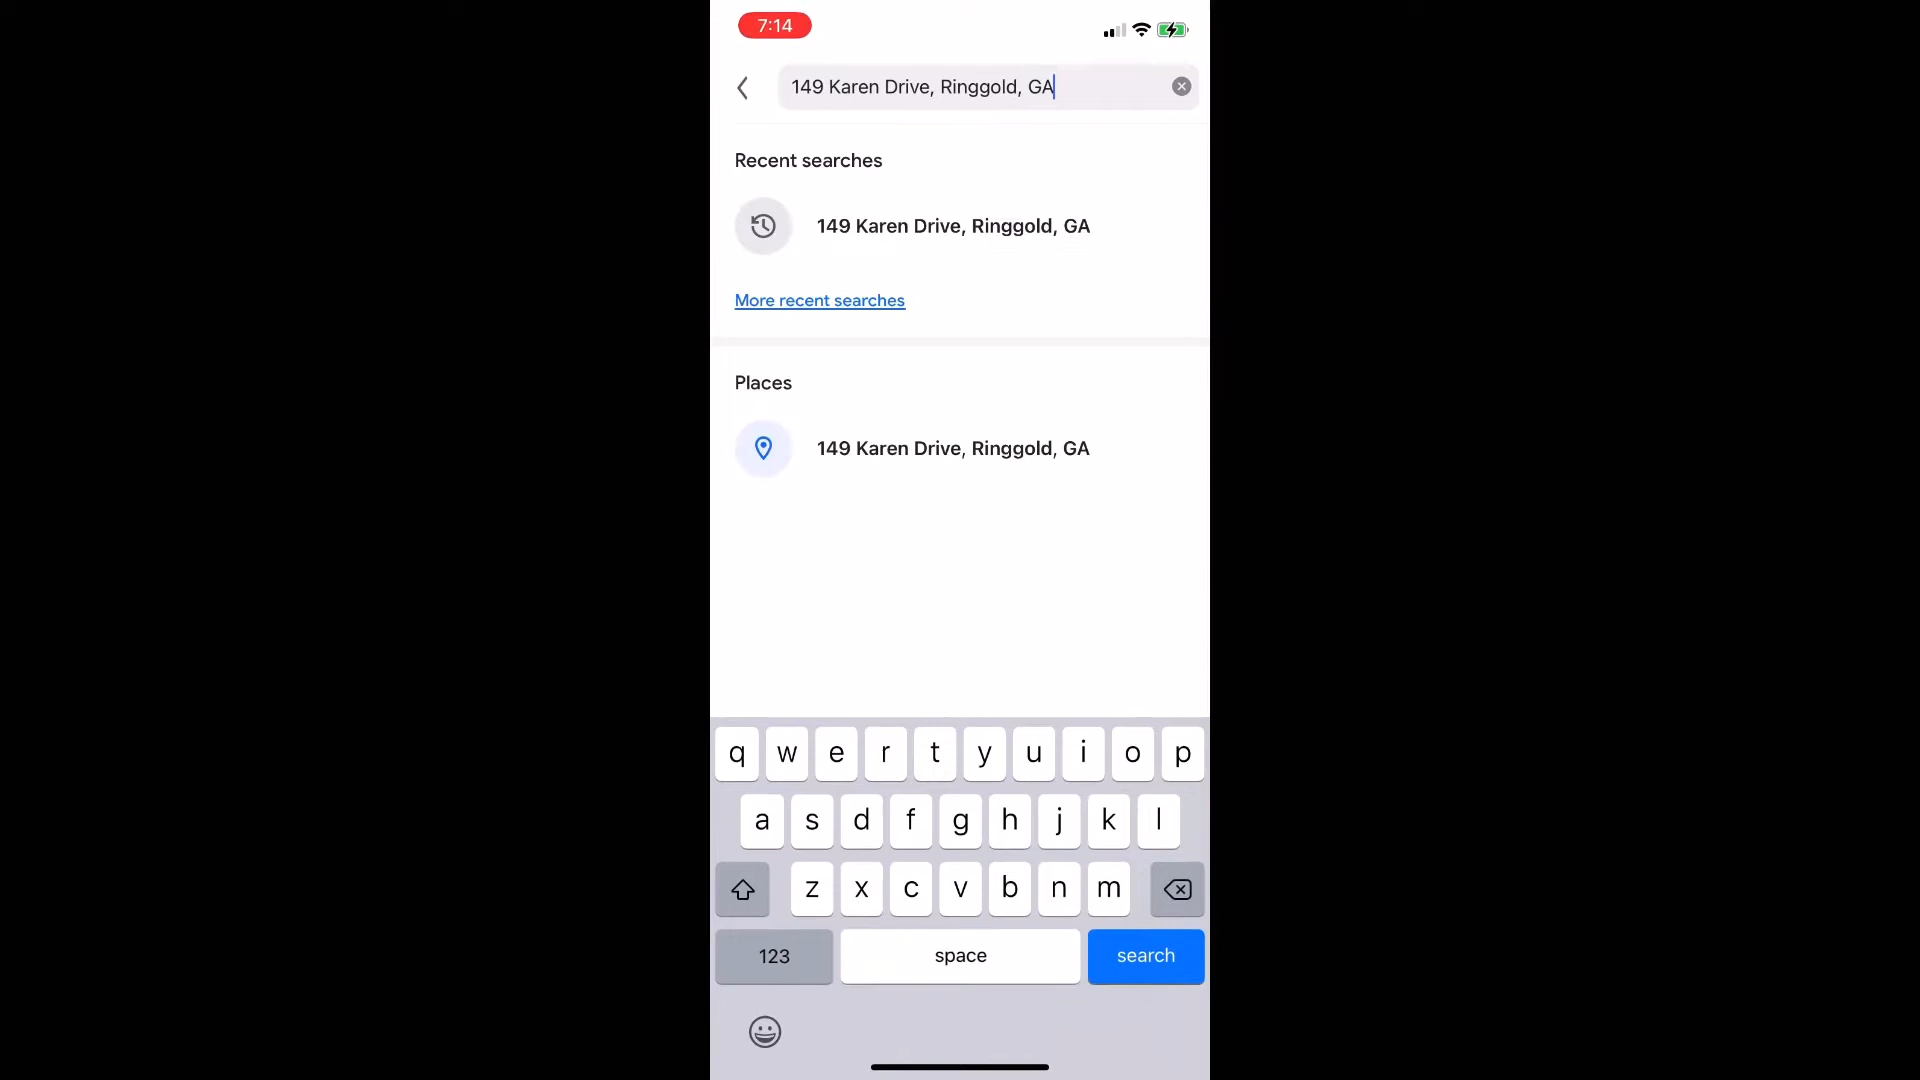 7:14
149 Karen Drive, Ringgold, GA
Recent searches
149 Karen Drive, Ringgold, GA
More recent searches
Places
149 Karen Drive, Ringgold, GA
q w e r t y u i o p
a s d f g h j k l
z x c v b n m
123 space search